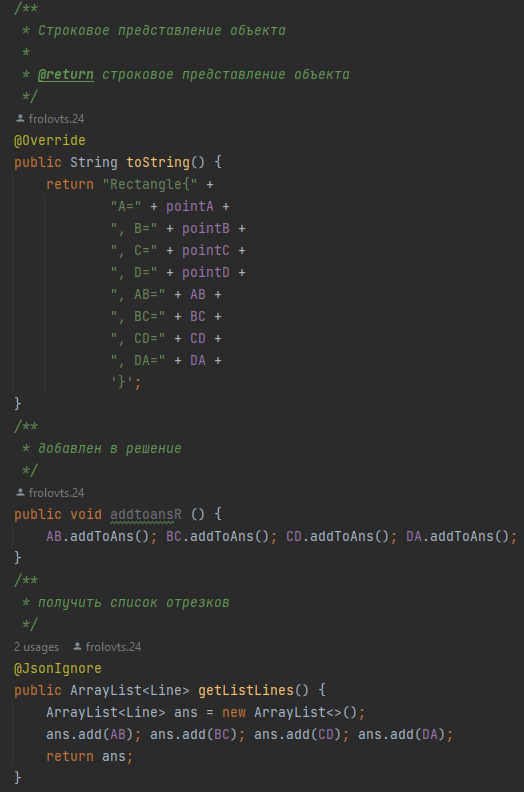 /**
 * Строковое представление объекта
 *
 * @return строковое представление объекта
 */
frolovts.24
@Override
public String toString() {
    return "Rectangle{" +
            "A=" + pointA +
            ", B=" + pointB +
            ", C=" + pointC +
            ", D=" + pointD +
            ", AB=" + AB +
            ", BC=" + BC +
            ", CD=" + CD +
            ", DA=" + DA +
            '}';
}
/**
 * добавлен в решение
 */
frolovts.24
public void addtoansR () {
    AB.addToAns(); BC.addToAns(); CD.addToAns(); DA.addToAns();
}
/**
 * получить список отрезков
 */
2 usages frolovts.24
@JsonIgnore
public ArrayList<Line> getListLines() {
    ArrayList<Line> ans = new ArrayList<>();
    ans.add(AB); ans.add(BC); ans.add(CD); ans.add(DA);
    return ans;
}